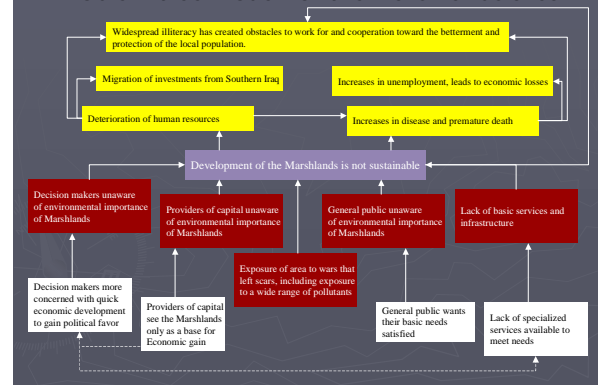 Widespread illiteracy has created obstacles to work for and cooperation toward the betterment and
protection of the local population.
Migration of investments from Southern Iraq
Increases in unemployment, leads to economic losses
Deterioration of human resources
Increases in disease and premature death
Development of the Marshlands is not sustainable
Decision makers unaware
of environmental importance
of Marshlands
Providers of capital unaware
of environmental importance
of Marshlands
General public unaware
of environmental importance
of Marshlands
Lack of basic services and
infrastructure
Exposure of area to wars that
left scars, including exposure
to a wide range of pollutants
Decision makers more
concerned with quick
economic development
to gain political favor
Providers of capital
see the Marshlands
only as a base for
Economic gain
General public wants
their basic needs
satisfied
Lack of specialized
services available to
meet needs